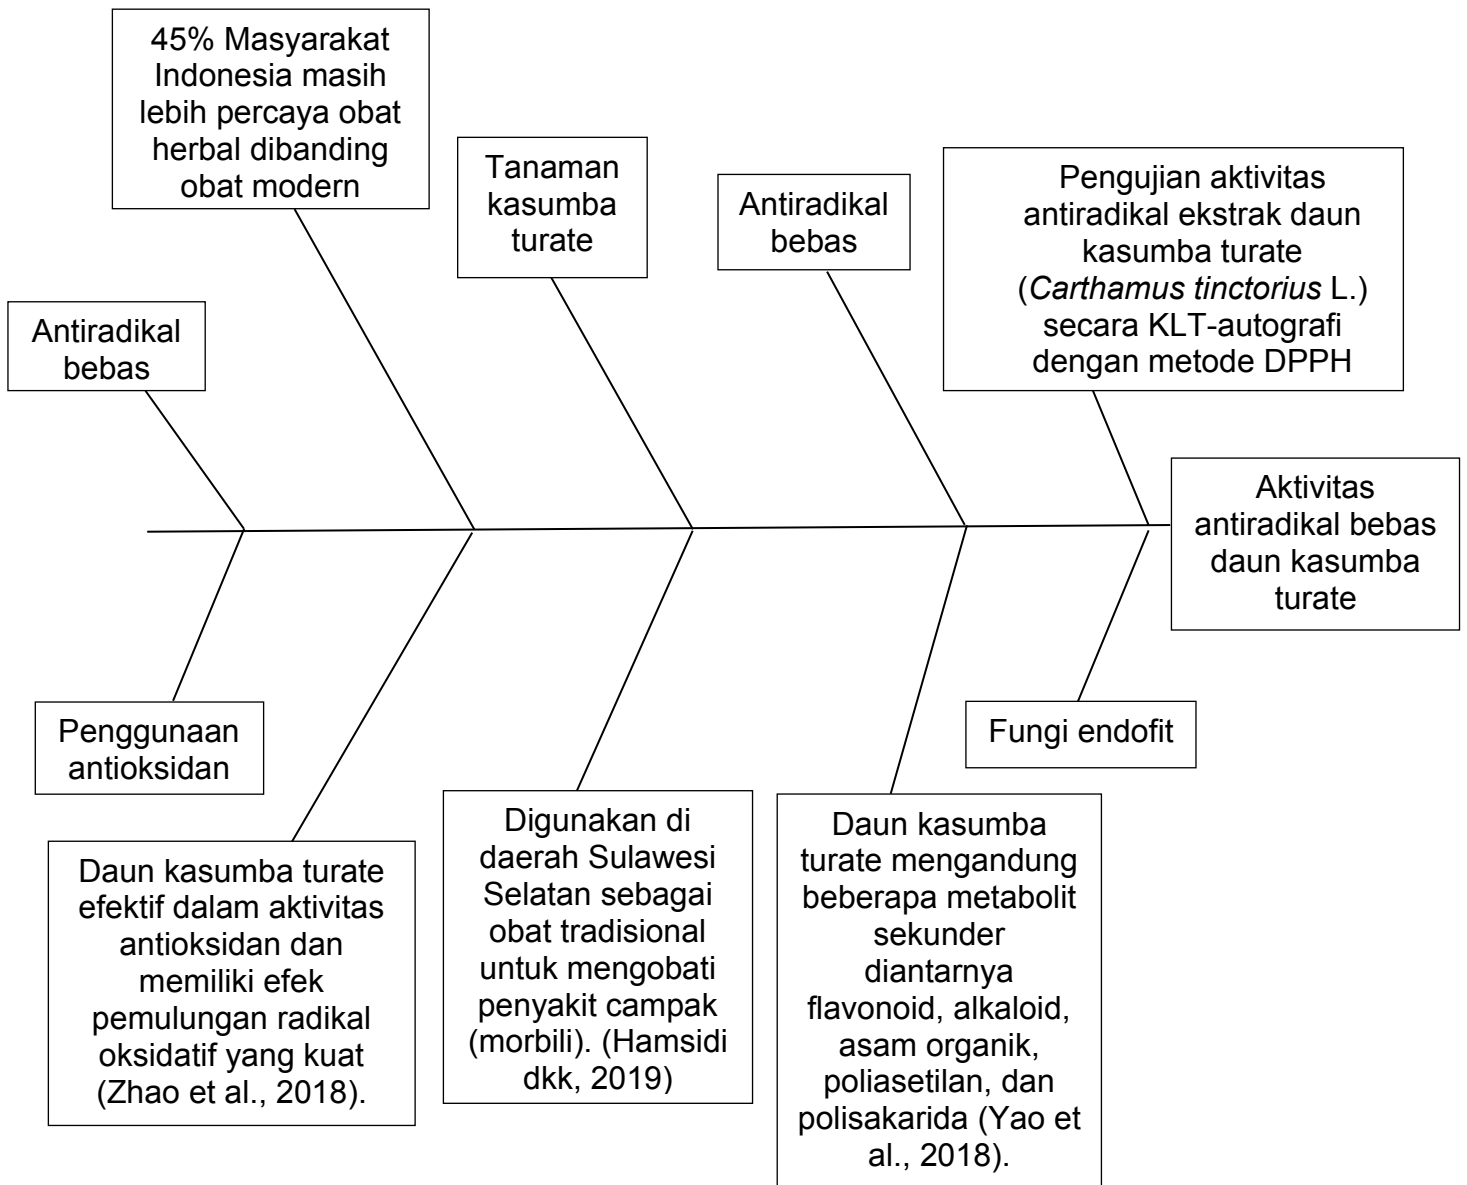 45% Masyarakat
Indonesia masih
lebih percaya obat
herbal dibanding
obat modern
Tanaman
kasumba
turate
Antiradikal
bebas
Pengujian aktivitas
antiradikal ekstrak daun
kasumba turate
(Carthamus tinctorius L.)
secara KLT-autografi
dengan metode DPPH
Antiradikal
bebas
Aktivitas
antiradikal bebas
daun kasumba
turate
Penggunaan
antioksidan
Fungi endofit
Daun kasumba turate
efektif dalam aktivitas
antioksidan dan
memiliki efek
pemulungan radikal
oksidatif yang kuat
(Zhao et al., 2018).
Digunakan di
daerah Sulawesi
Selatan sebagai
obat tradisional
untuk mengobati
penyakit campak
(morbili). (Hamsidi
dkk, 2019)
Daun kasumba
turate mengandung
beberapa metabolit
sekunder
diantarnya
flavonoid, alkaloid,
asam organik,
poliasetilan, dan
polisakarida (Yao et
al., 2018).